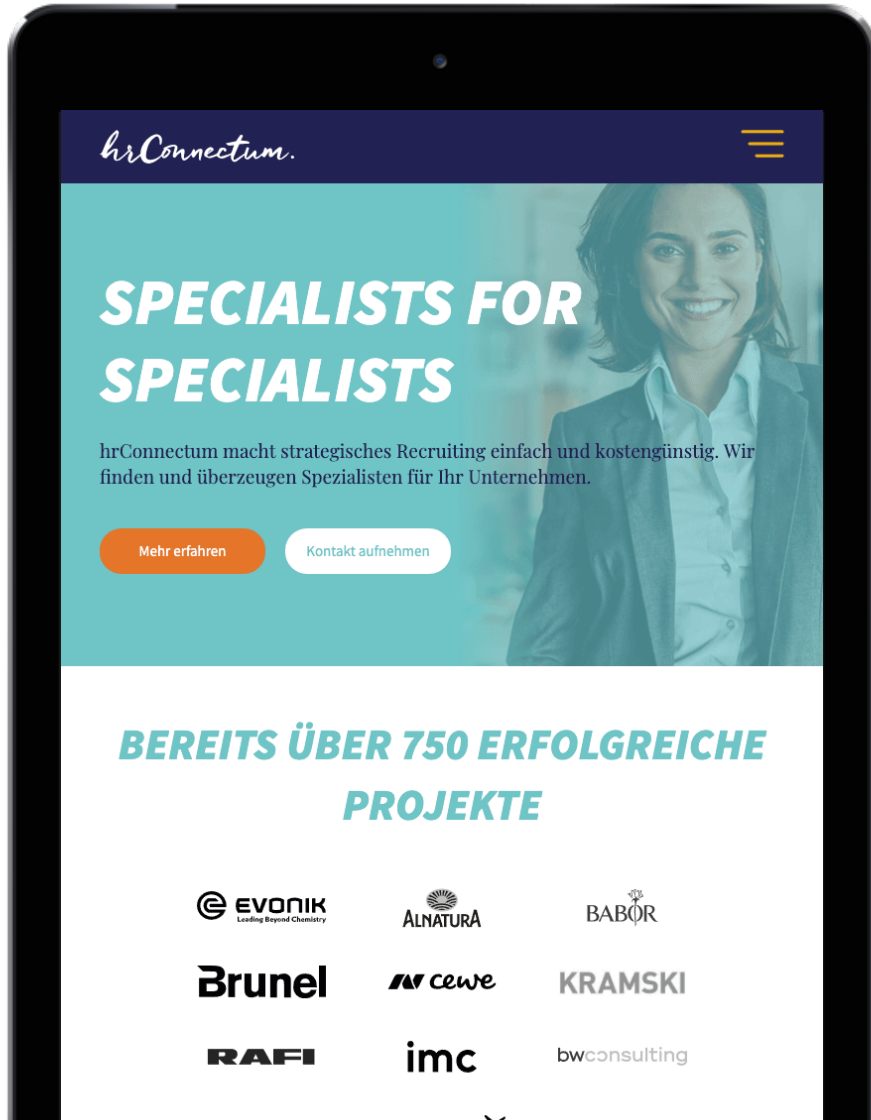 hrConnectum.
SPECIALISTS FOR
SPECIALISTS
hrConnectum macht strategisches Recruiting einfach und kostengünstig. Wir
finden und überzeugen Spezialisten für Ihr Unternehmen.
Mehr erfahren
Kontakt aufnehmen
BEREITS ÜBER 750 ERFOLGREICHE
PROJEKTE
EVONIK
Leading Beyond Chemistry
ALNATURA
BABOR
Brunel
cewe
KRAMSKI
RAFI
imc
bwconsulting